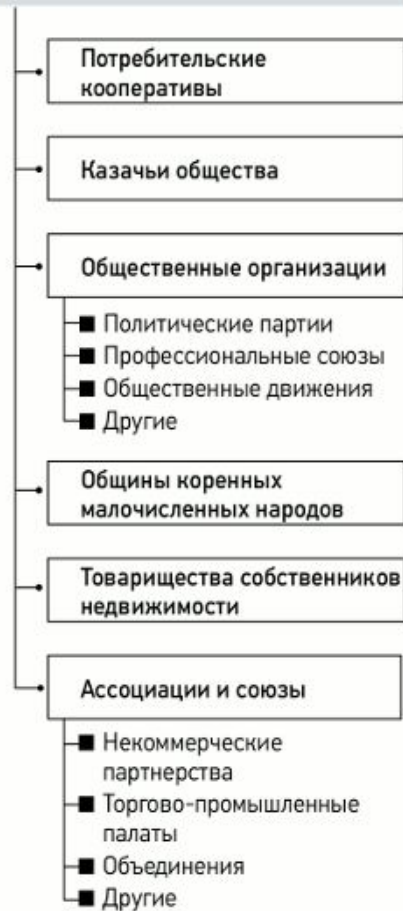 Потребительские
кооперативы
Казачьи общества
Общественные организации
Политические партии
Профессиональные союзы
Общественные движения
Другие
Общины коренных
малочисленных народов
Товарищества собственников
недвижимости
Ассоциации и союзы
Некоммерческие
партнерства
Торгово-промышленные
палаты
Объединения
Другие